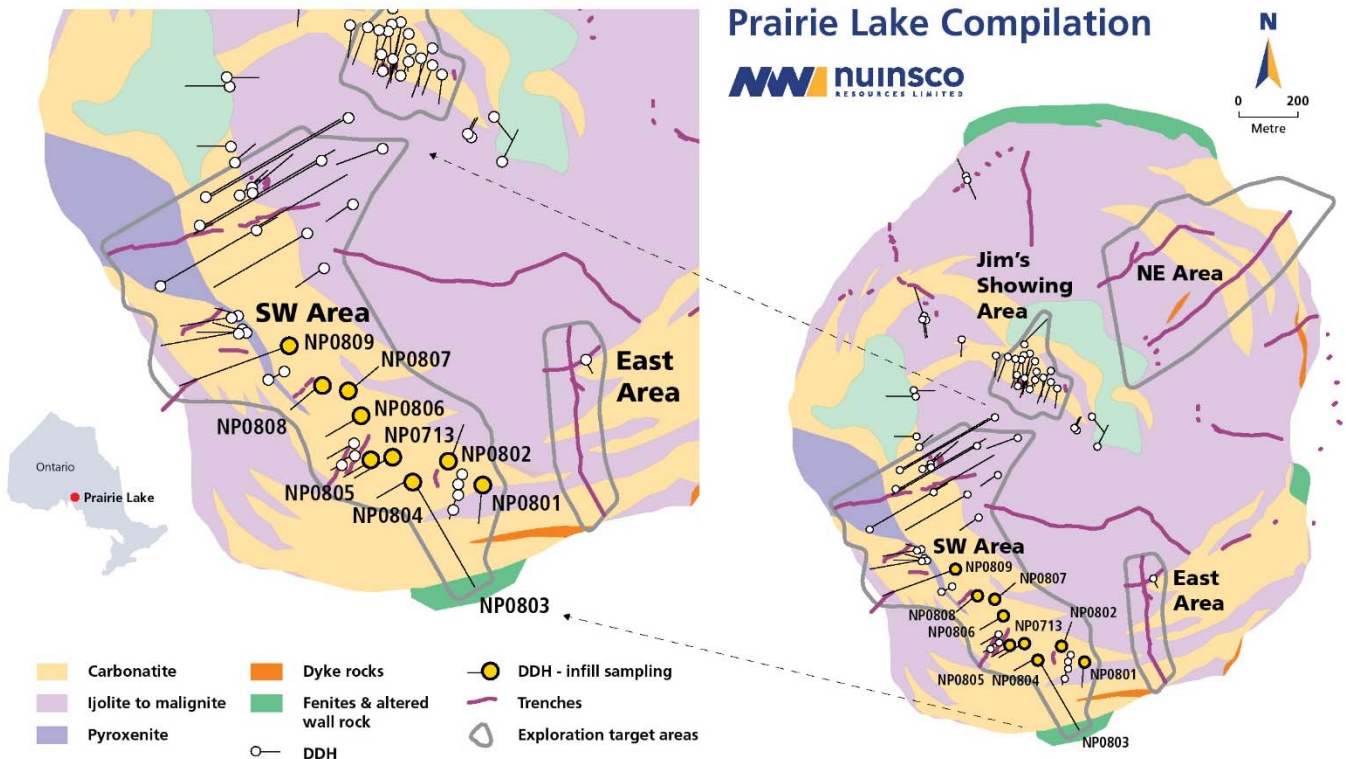 Prairie Lake Compilation
NW nuinsco
RESOURCES LIMITED
N
0 200
Metre
SW Area
NP0809
NP0807
NP0808
NP0806
NP0713
NP0802
NP0805
NP0804
NP0801
NP0803
East
Area
Ontario
Prairie Lake
Jim's
Showing
Area
NE Area
SW Area
NP0809
NP0807
NP0808
NP0802
NP0806
NP0713
NP0805
NP0804
NP0801
NP0803
East
Area
Carbonatite
Ijolite to malignite
Pyroxenite
Dyke rocks
Fenites & altered
wall rock
DDH
DDH - infill sampling
Trenches
Exploration target areas